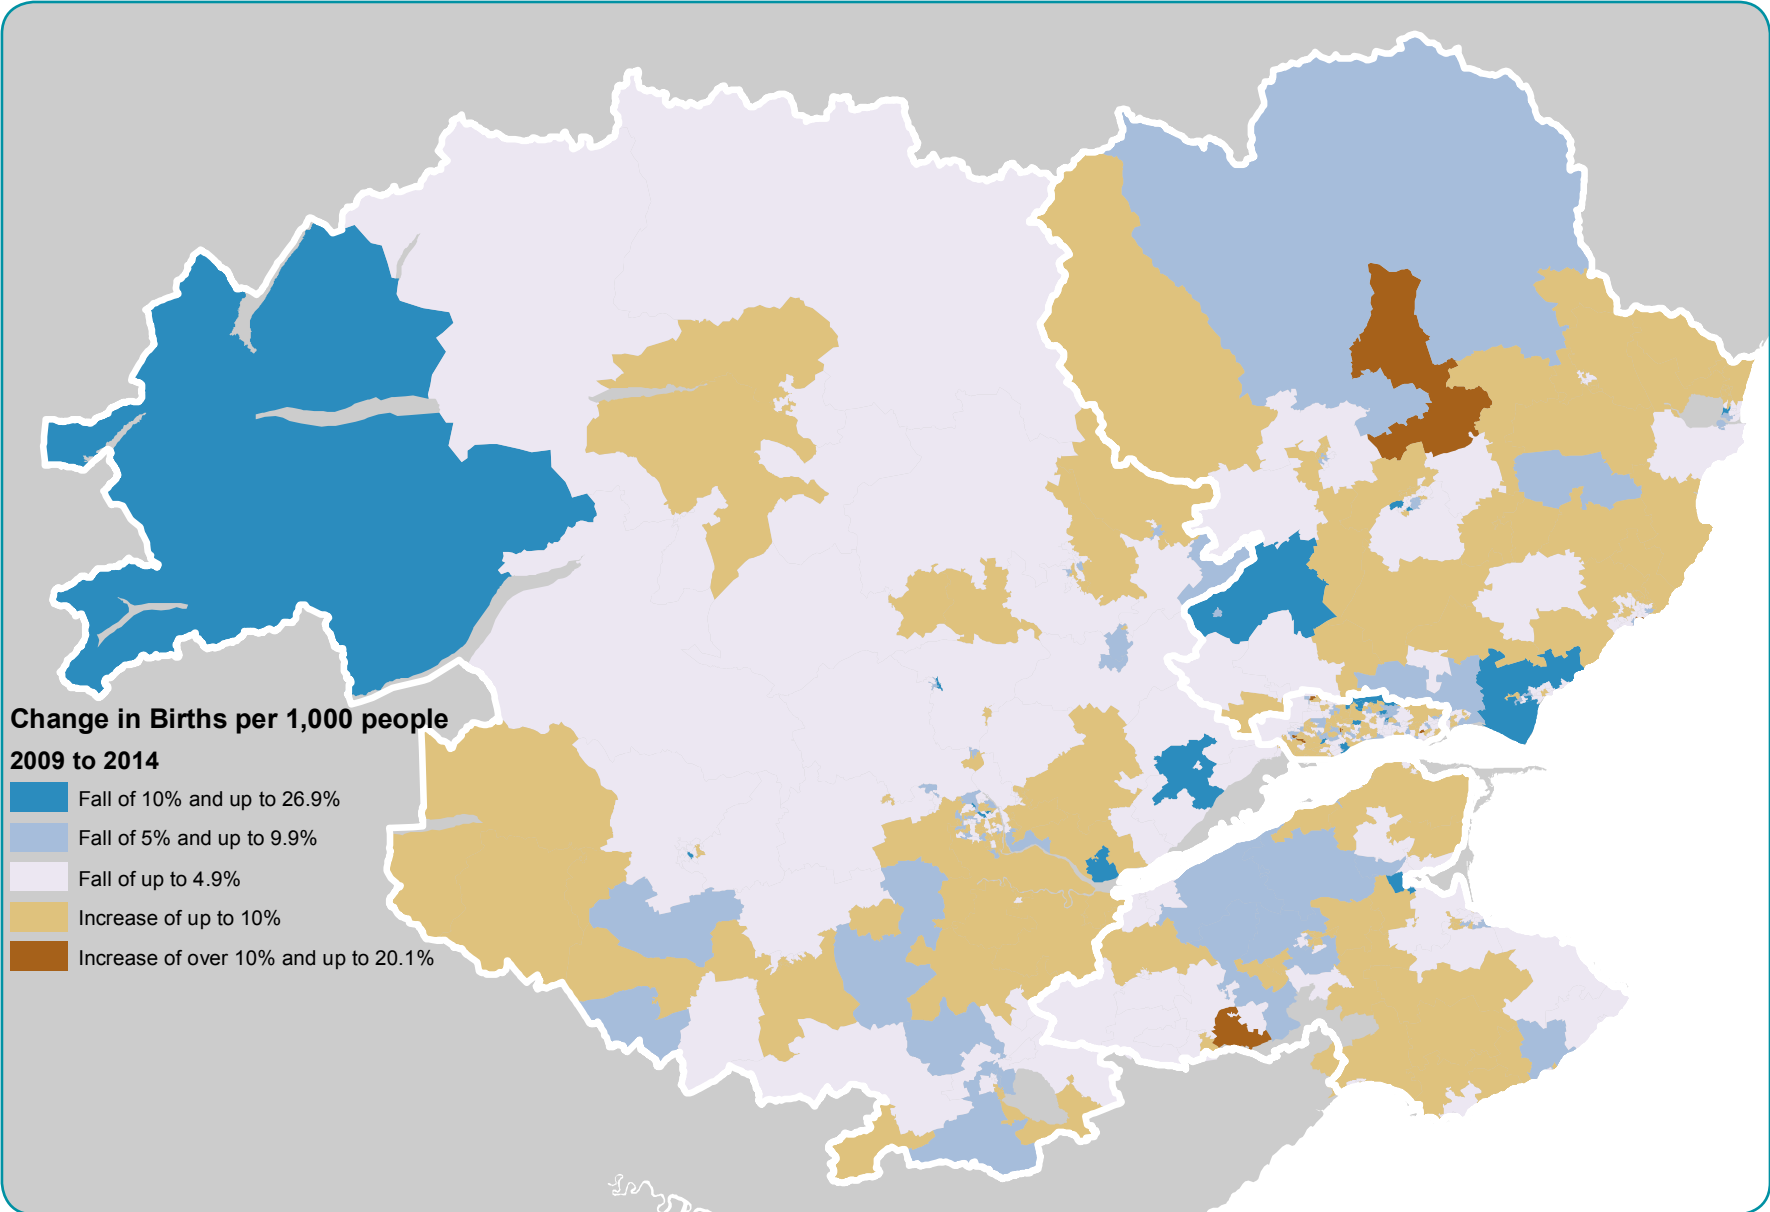 Change in Births per 1,000 people
2009 to 2014
Fall of 10% and up to 26.9%
Fall of 5% and up to 9.9%
Fall of up to 4.9%
Increase of up to 10%
Increase of over 10% and up to 20.1%